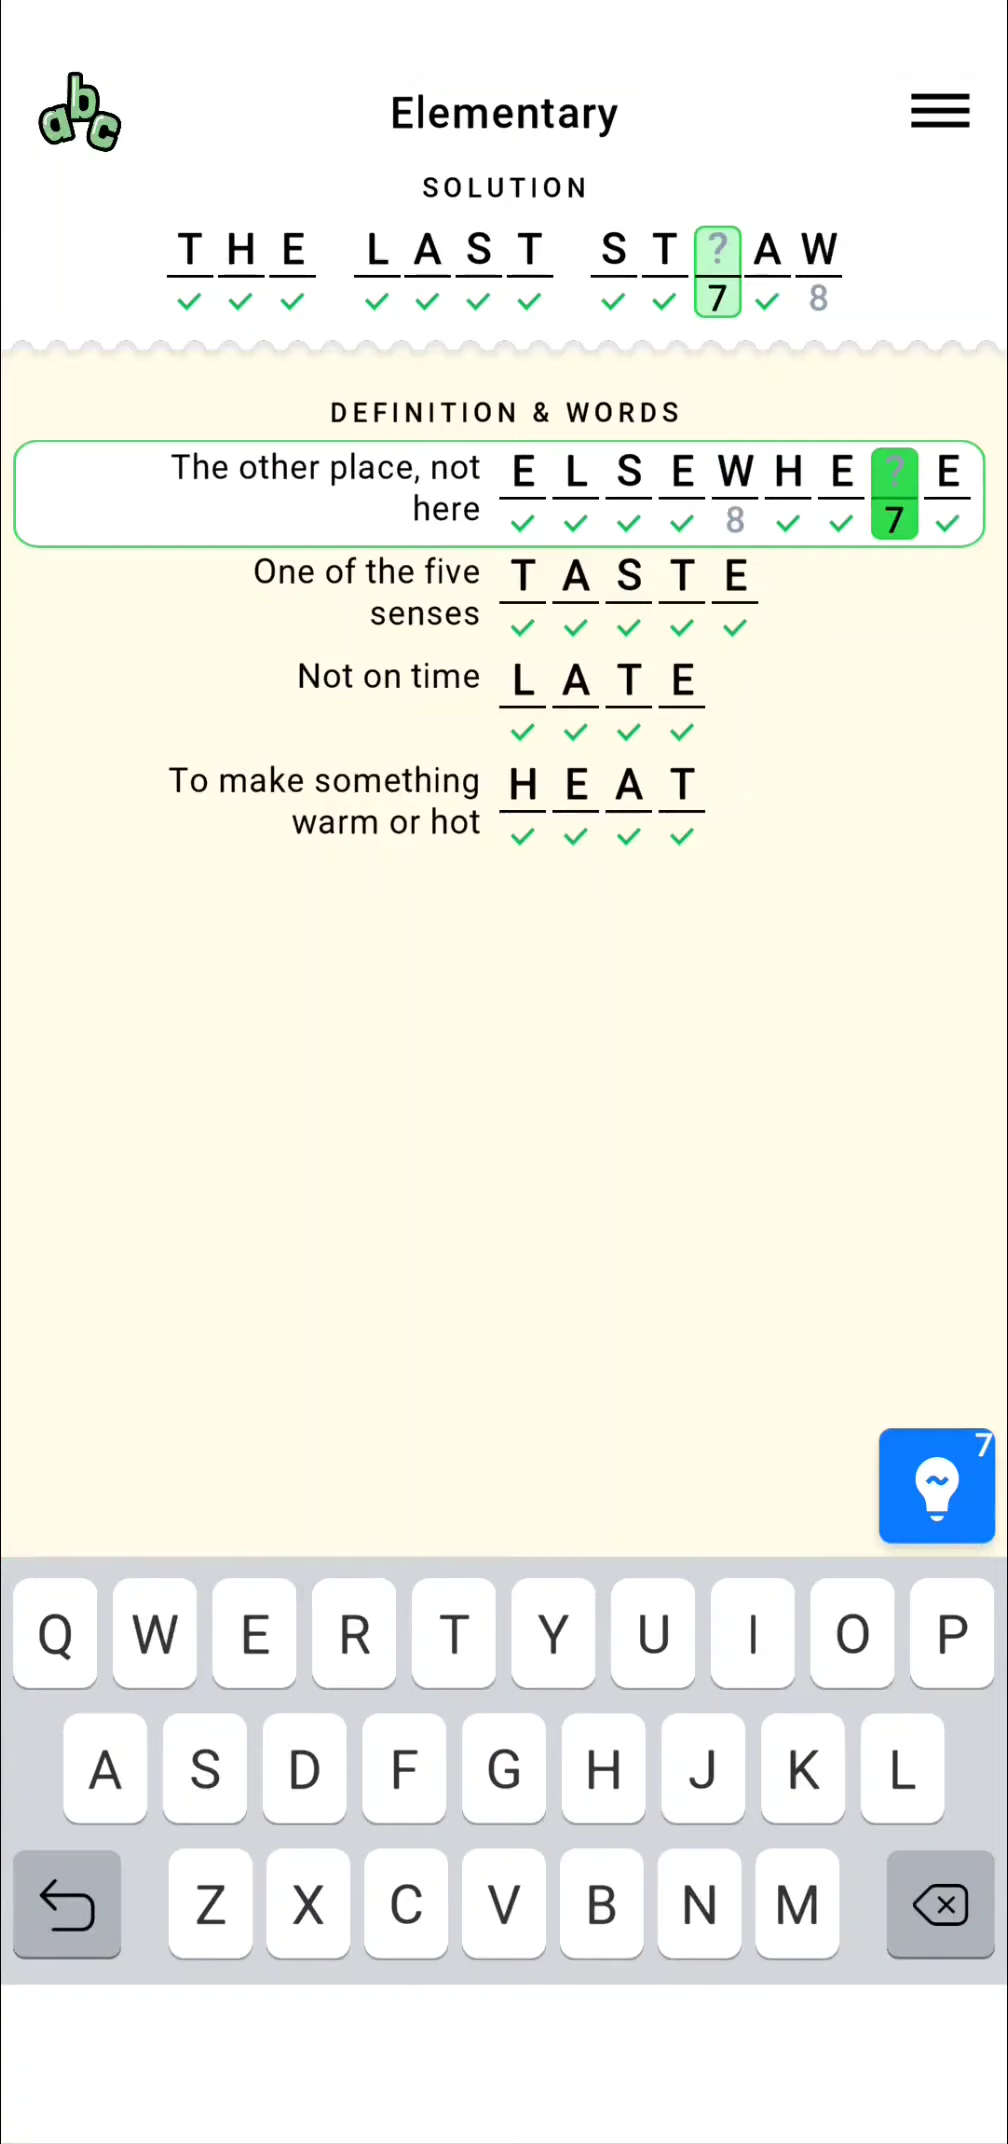 abc
Elementary
SOLUTION
T H E L A S T S T ? A W
7 8
DEFINITION & WORDS
The other place, not
here
E L S E W H E ? E
8 7
One of the five
senses
T A S T E
Not on time
L A T E
To make something
warm or hot
H E A T
7
Q W E R T Y U I O P
A S D F G H J K L
Z X C V B N M